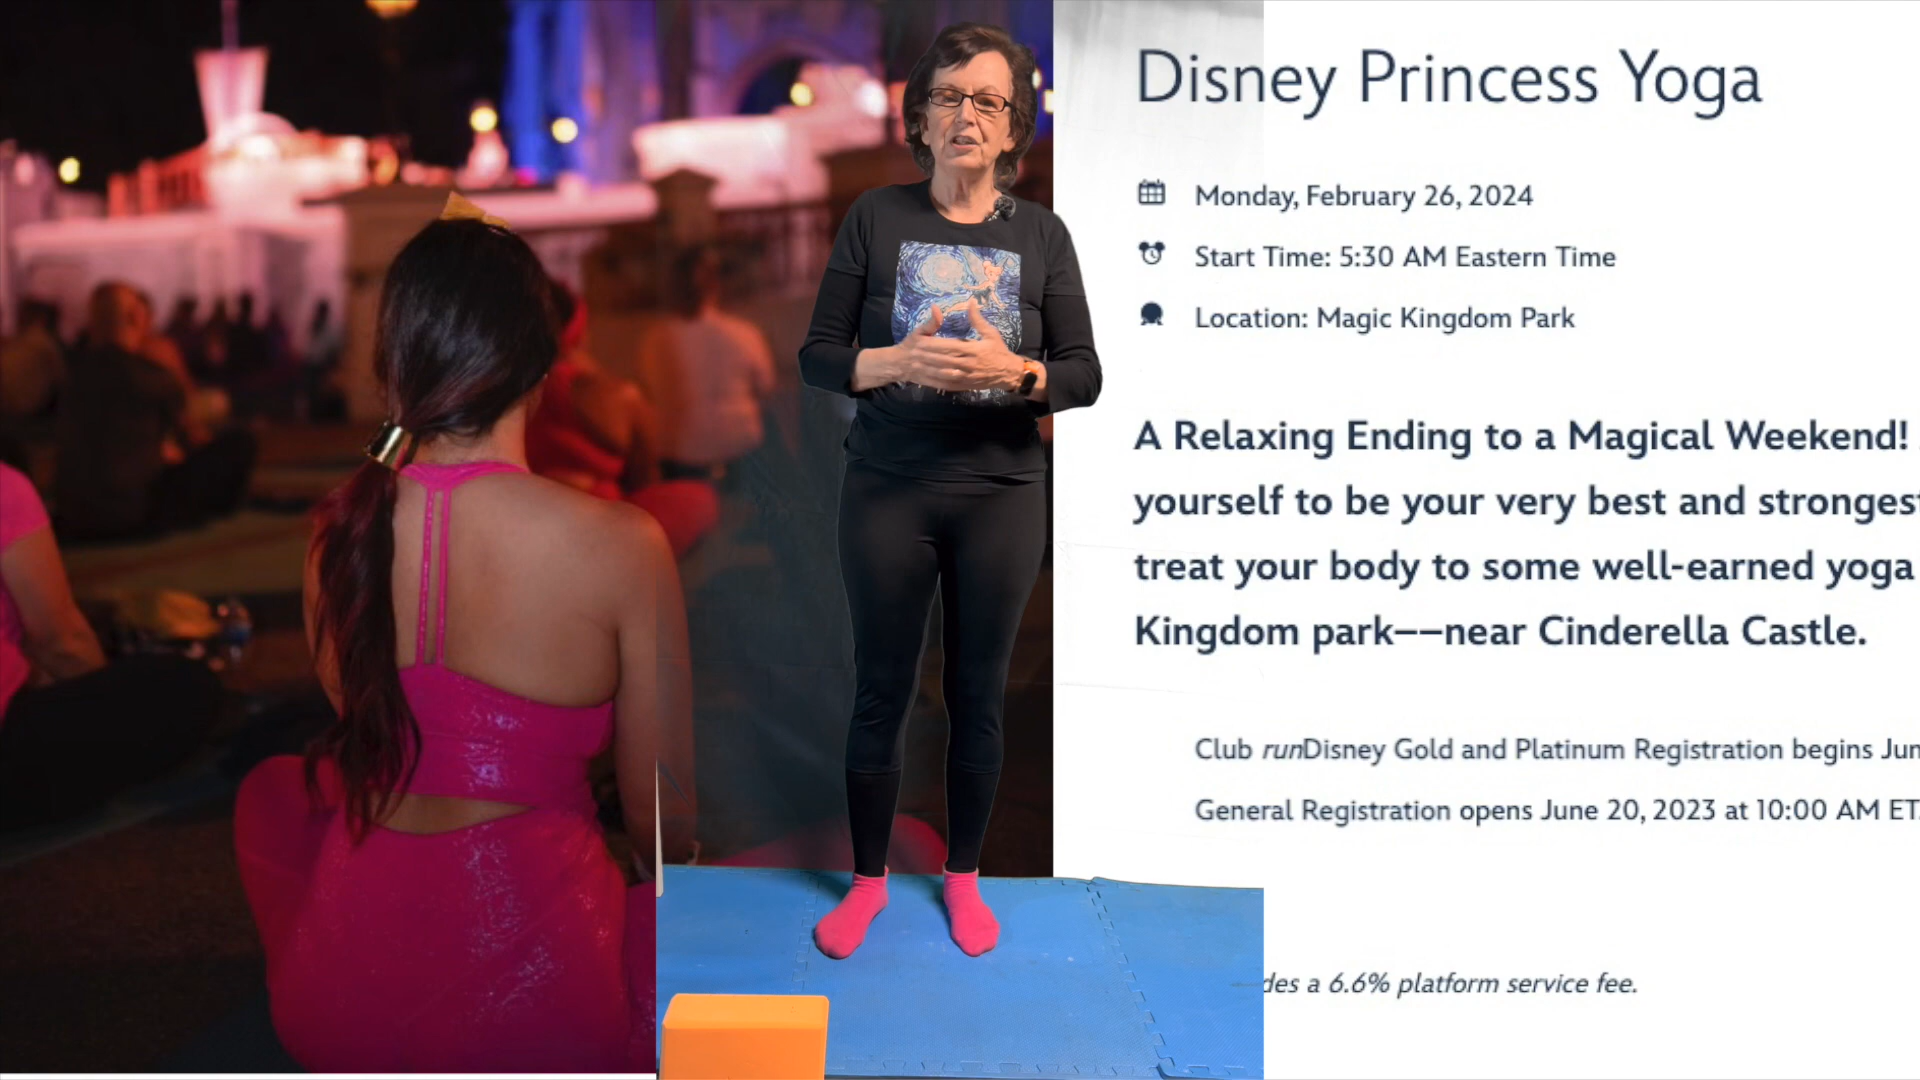 Disney Princess Yoga
Monday, February 26, 2024
Start Time: 5:30 AM Eastern Time
Location: Magic Kingdom Park
A Relaxing Ending to a Magical Weekend!
yourself to be your very best and strongest
treat your body to some well-earned yoga
Kingdom park––near Cinderella Castle.
Club runDisney Gold and Platinum Registration begins Jun
General Registration opens June 20, 2023 at 10:00 AM ET.
des a 6.6% platform service fee.